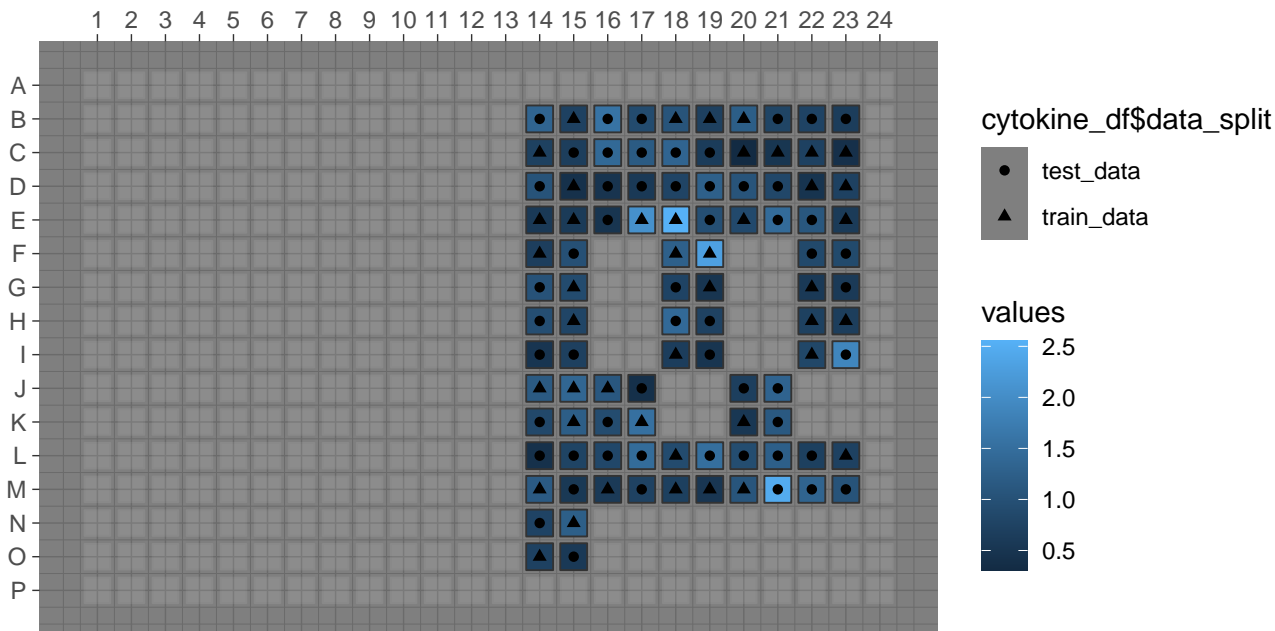 1 2 3 4 5 6 7 8 9 10 11 12 13 14 15 16 17 18 19 20 21 22 23 24
A
B
C
D
E
F
G
H
I
J
K
L
M
N
O
P
cytokine_df$data_split
test_data
train_data
values
2.5
2.0
1.5
1.0
0.5